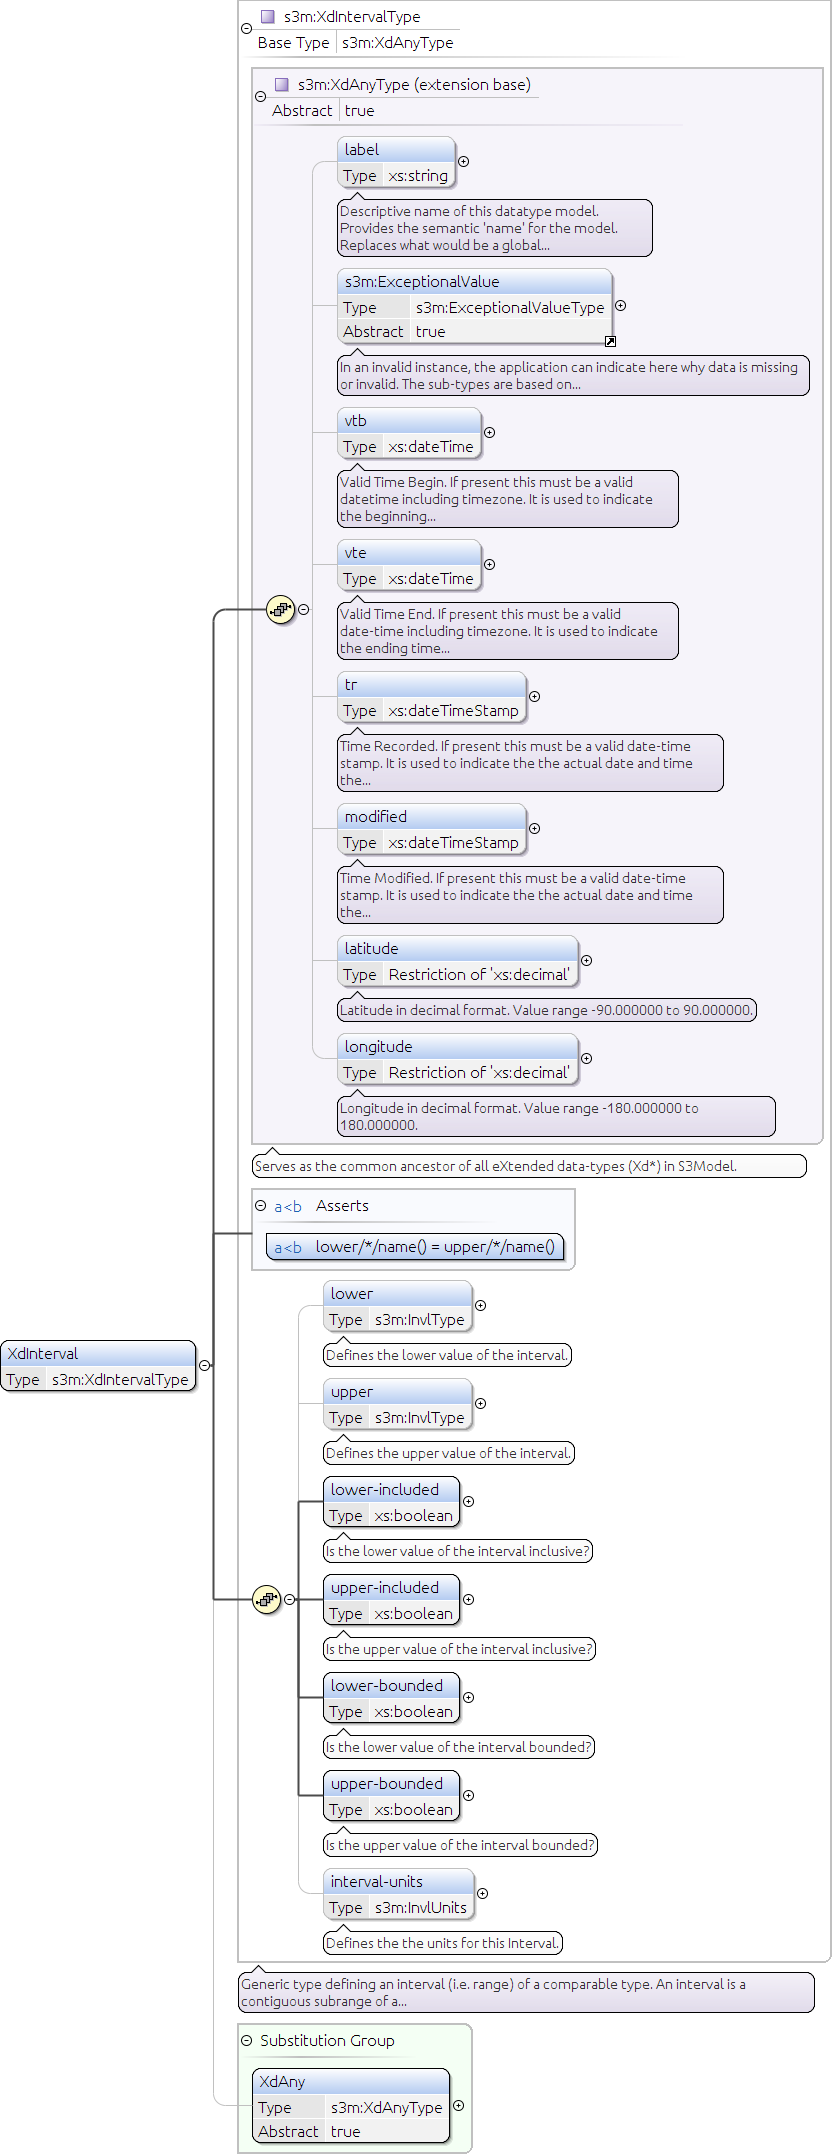 s3m:XdIntervalType
Base Type s3m:XdAnyType
s3m:XdAnyType (extension base)
Abstract true
label
Type xs:string
Descriptive name of this datatype model.
Provides the semantic 'name' for the model.
Replaces what would be a global...
s3m:ExceptionalValue
Type s3m:ExceptionalValueType
Abstract true
In an invalid instance, the application can indicate here why data is missing
or invalid. The sub-types are based on...
vtb
Type xs:dateTime
Valid Time Begin. If present this must be a valid
datetime including timezone. It is used to indicate
the beginning...
vte
Type xs:dateTime
Valid Time End. If present this must be a valid
date-time including timezone. It is used to indicate
the ending time...
tr
Type xs:dateTimeStamp
Time Recorded. If present this must be a valid date-time
stamp. It is used to indicate the the actual date and time
the...
modified
Type xs:dateTimeStamp
Time Modified. If present this must be a valid date-time
stamp. It is used to indicate the the actual date and time
the...
latitude
Type Restriction of 'xs:decimal'
Latitude in decimal format. Value range -90.000000 to 90.000000.
longitude
Type Restriction of 'xs:decimal'
Longitude in decimal format. Value range -180.000000 to
180.000000.
Serves as the common ancestor of all eXtended data-types (Xd*) in S3Model.
a<b Asserts
a<b lower/*/name() = upper/*/name()
lower
Type s3m:InvlType
Defines the lower value of the interval.
XdInterval
Type s3m:XdIntervalType
upper
Type s3m:InvlType
Defines the upper value of the interval.
lower-included
Type xs:boolean
Is the lower value of the interval inclusive?
upper-included
Type xs:boolean
Is the upper value of the interval inclusive?
lower-bounded
Type xs:boolean
Is the lower value of the interval bounded?
upper-bounded
Type xs:boolean
Is the upper value of the interval bounded?
interval-units
Type s3m:InvlUnits
Defines the the units for this Interval.
Generic type defining an interval (i.e. range) of a comparable type. An interval is a
contiguous subrange of a...
Substitution Group
XdAny
Type s3m:XdAnyType
Abstract true